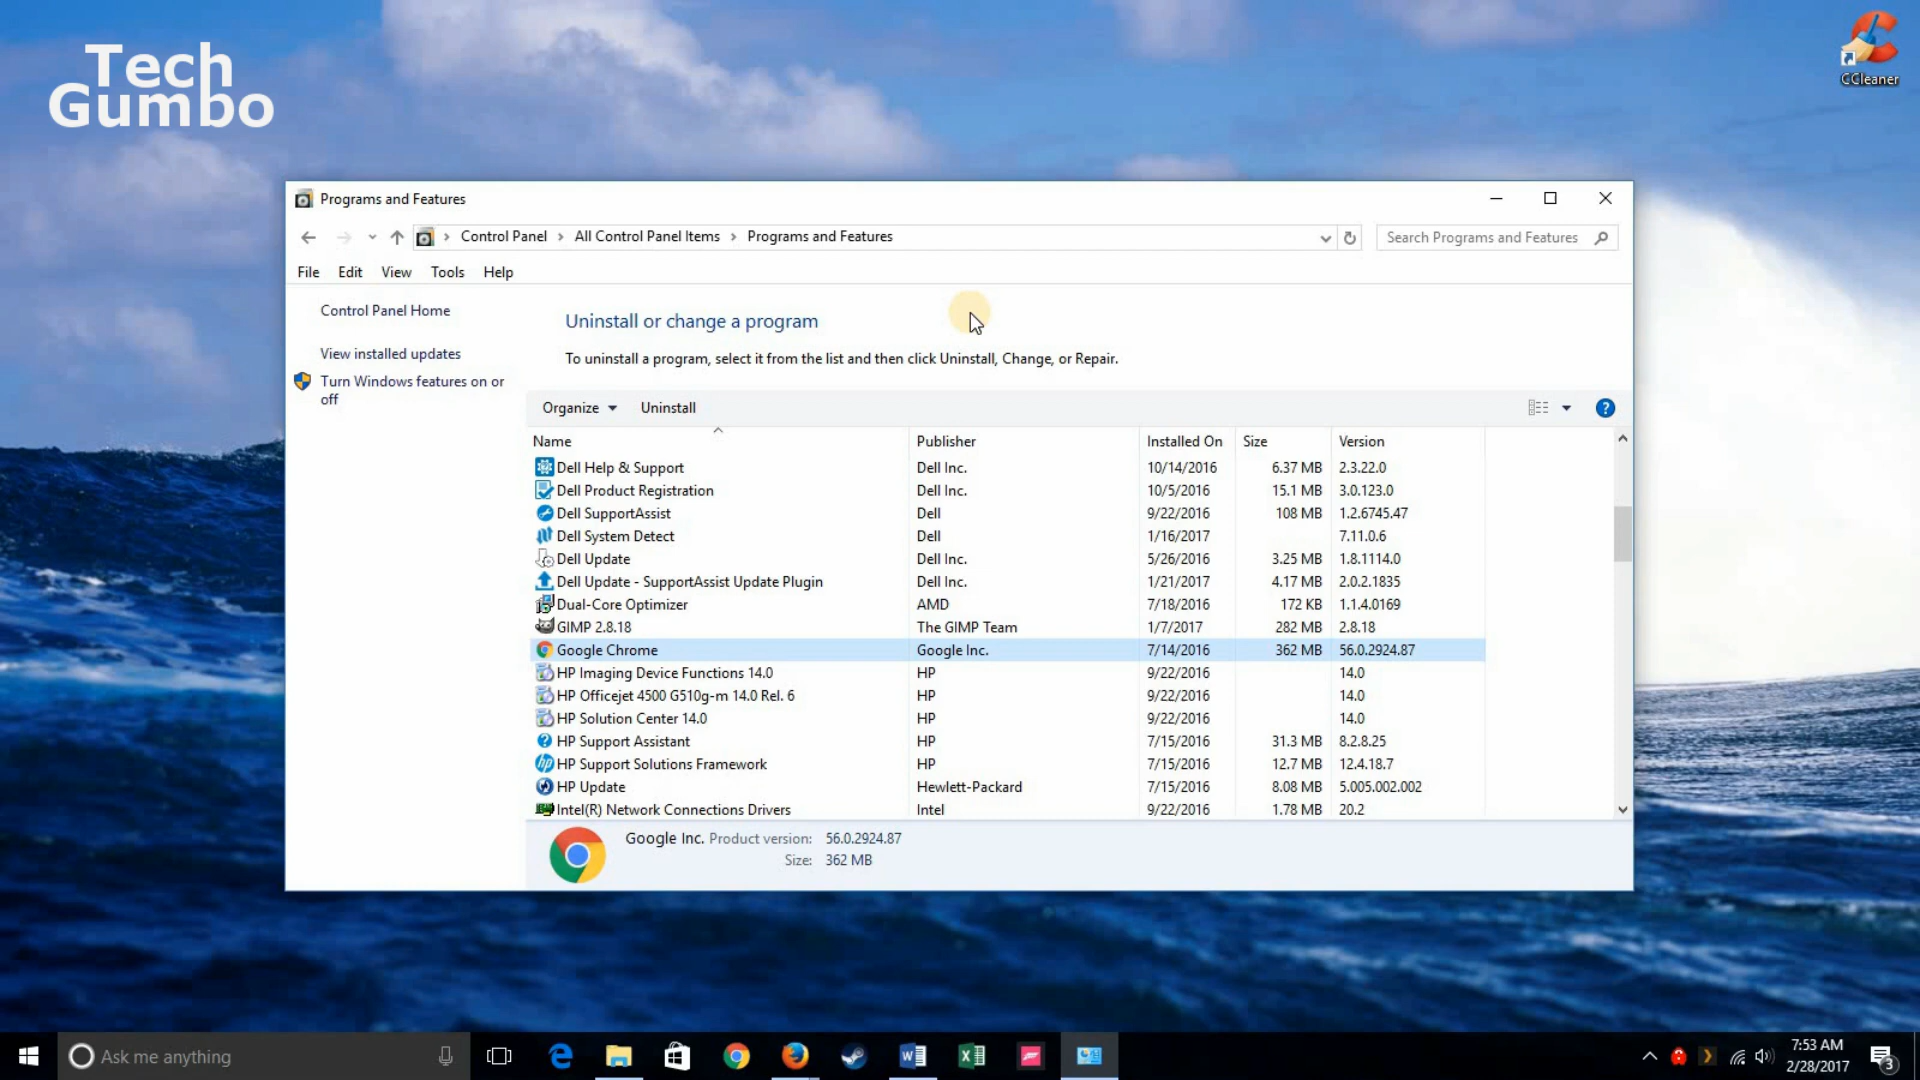 Tech
Gumbo
CCleaner
Programs and Features
Control Panel All Control Panel Items Programs and Features Search Programs and Features
File Edit View Tools Help
Control Panel Home
View installed updates
Turn Windows features on or
off
Uninstall or change a program
To uninstall a program, select it from the list and then click Uninstall, Change, or Repair.
Organize Uninstall ?
Name Publisher Installed On Size Version
Dell Help & Support Dell Inc. 10/14/2016 6.37 MB 2.3.22.0
Dell Product Registration Dell Inc. 10/5/2016 15.1 MB 3.0.123.0
Dell SupportAssist Dell 9/22/2016 108 MB 1.2.6745.47
Dell System Detect Dell 1/16/2017 7.11.0.6
Dell Update Dell Inc. 5/26/2016 3.25 MB 1.8.1114.0
Dell Update - SupportAssist Update Plugin Dell Inc. 1/21/2017 4.17 MB 2.0.2.1835
Dual-Core Optimizer AMD 7/18/2016 172 KB 1.1.4.0169
GIMP 2.8.18 The GIMP Team 1/7/2017 282 MB 2.8.18
Google Chrome Google Inc. 7/14/2016 362 MB 56.0.2924.87
HP Imaging Device Functions 14.0 HP 9/22/2016 14.0
HP Officejet 4500 G510g-m 14.0 Rel. 6 HP 9/22/2016 14.0
HP Solution Center 14.0 HP 9/22/2016 14.0
HP Support Assistant HP 7/15/2016 31.3 MB 8.2.8.25
HP Support Solutions Framework HP 7/15/2016 12.7 MB 12.4.18.7
HP Update Hewlett-Packard 7/15/2016 8.08 MB 5.005.002.002
Intel(R) Network Connections Drivers Intel 9/22/2016 1.78 MB 20.2
Google Inc. Product version: 56.0.2924.87
Size: 362 MB
Ask me anything
7:53 AM
2/28/2017
3